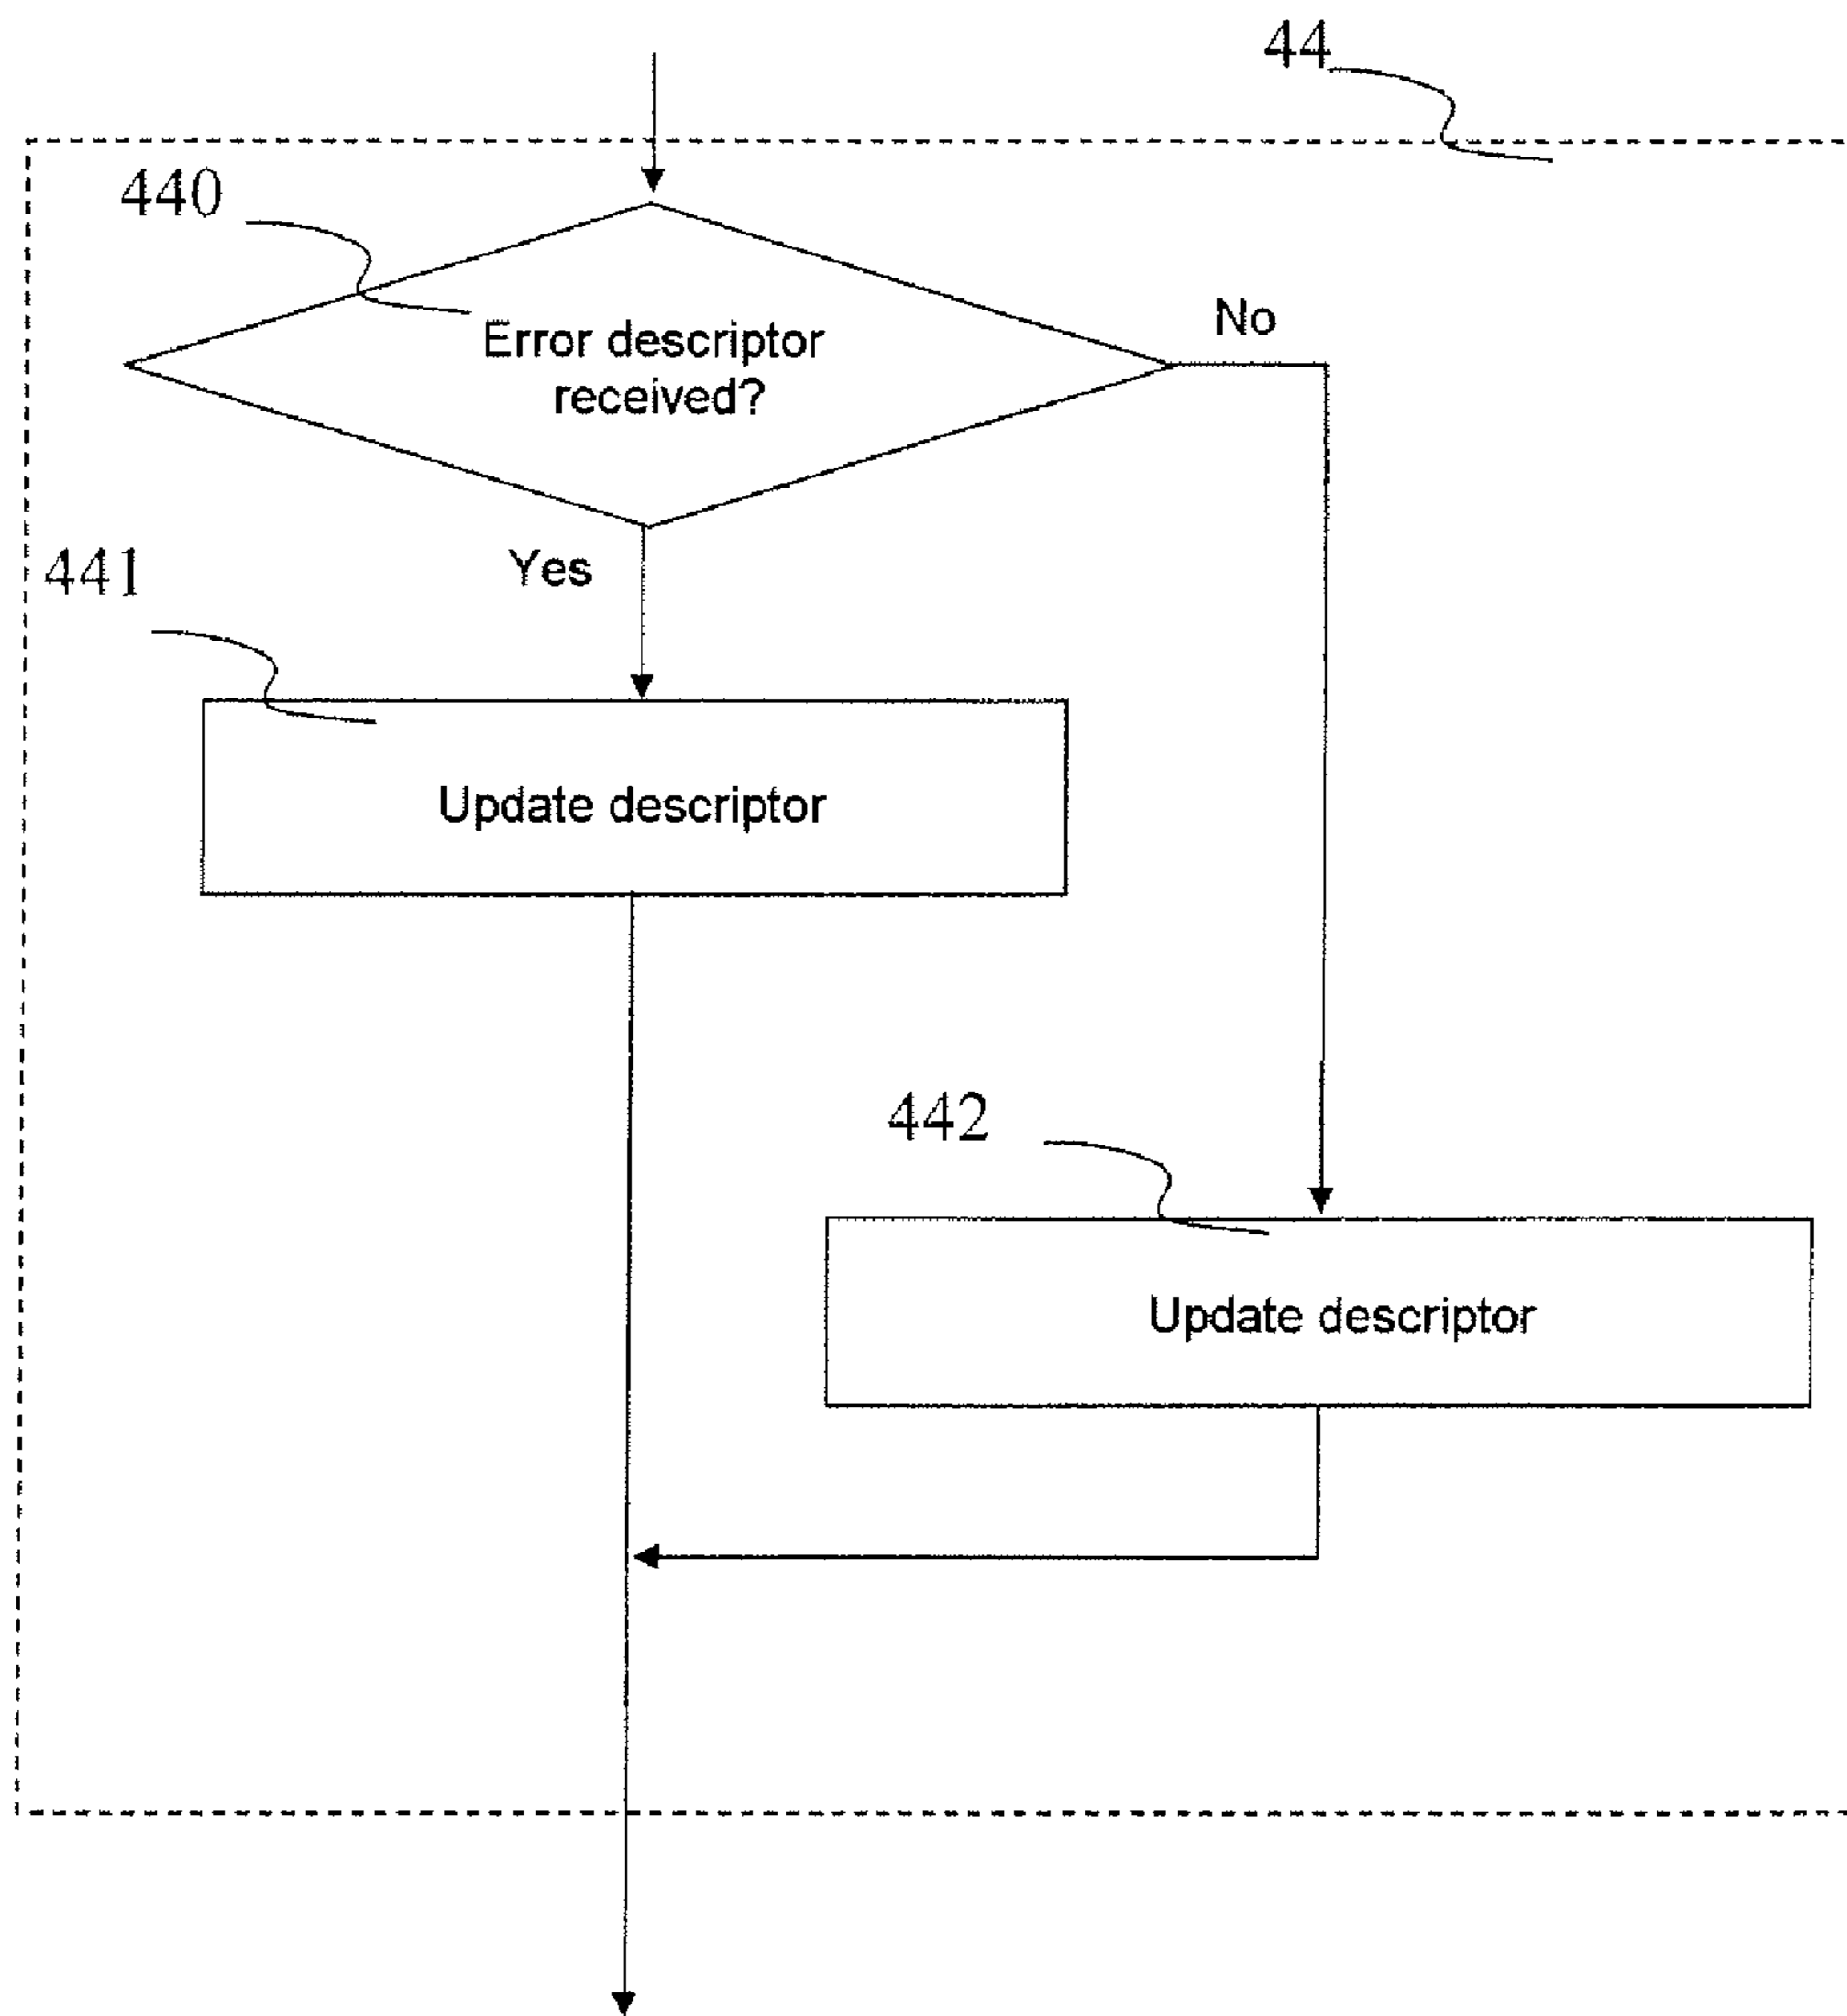 44
440
No
Error descriptor
received?
Yes
441
Update descriptor
442
Update descriptor